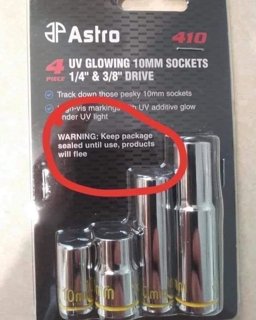 Astro
410
4 PIECE
UV GLOWING 10MM SOCKETS
1/4" & 3/8" DRIVE
Track down those pesky 10mm sockets
-vis markings with UV additive glow
under UV light
WARNING: Keep package
sealed until use, products
will flee